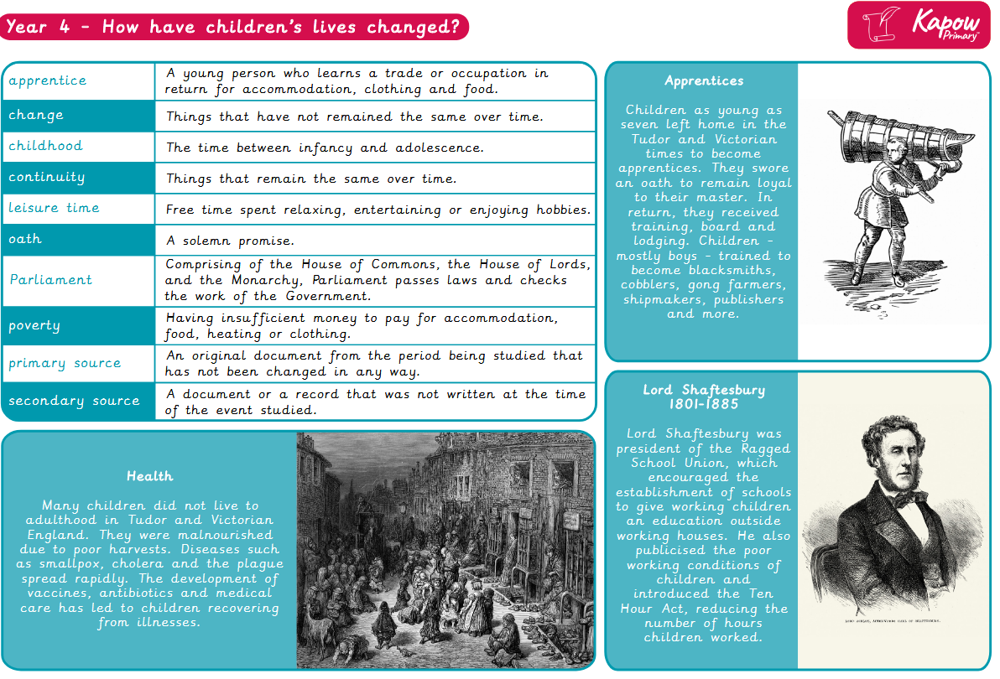 Year 4 - How have children's lives changed?
Kapow
Primary™
apprentice
A young person who learns a trade or occupation in
return for accommodation, clothing and food.
change
Things that have not remained the same over time.
childhood
The time between infancy and adolescence.
continuity
Things that remain the same over time.
leisure time
Free time spent relaxing, entertaining or enjoying hobbies.
oath
A solemn promise.
Parliament
Comprising of the House of Commons, the House of Lords,
and the Monarchy, Parliament passes laws and checks
the work of the Government.
poverty
Having insufficient money to pay for accommodation,
food, heating or clothing.
primary source
An original document from the period being studied that
has not been changed in any way.
secondary source
A document or a record that was not written at the time
of the event studied.
Health
Many children did not live to
adulthood in Tudor and Victorian
England. They were malnourished
due to poor harvests. Diseases such
as smallpox, cholera and the plague
spread rapidly. The development of
vaccines, antibiotics and medical
care has led to children recovering
from illnesses.
Apprentices
Children as young as
seven left home in the
Tudor and Victorian
times to become
apprentices. They swore
an oath to remain loyal
to their master. In
return, they received
training, board and
lodging. Children -
mostly boys - trained to
become blacksmiths,
cobblers, gong farmers,
shipmakers, publishers
and more.
Lord Shaftesbury
1801-1885
Lord Shaftesbury was
president of the Ragged
School Union, which
encouraged the
establishment of schools
to give working children
an education outside
working houses. He also
publicised the poor
working conditions of
children and
introduced the Ten
Hour Act, reducing the
number of hours
children worked.
LORD ASHLEY, AFTERWARDS EARL OF SHAFTESBURY.